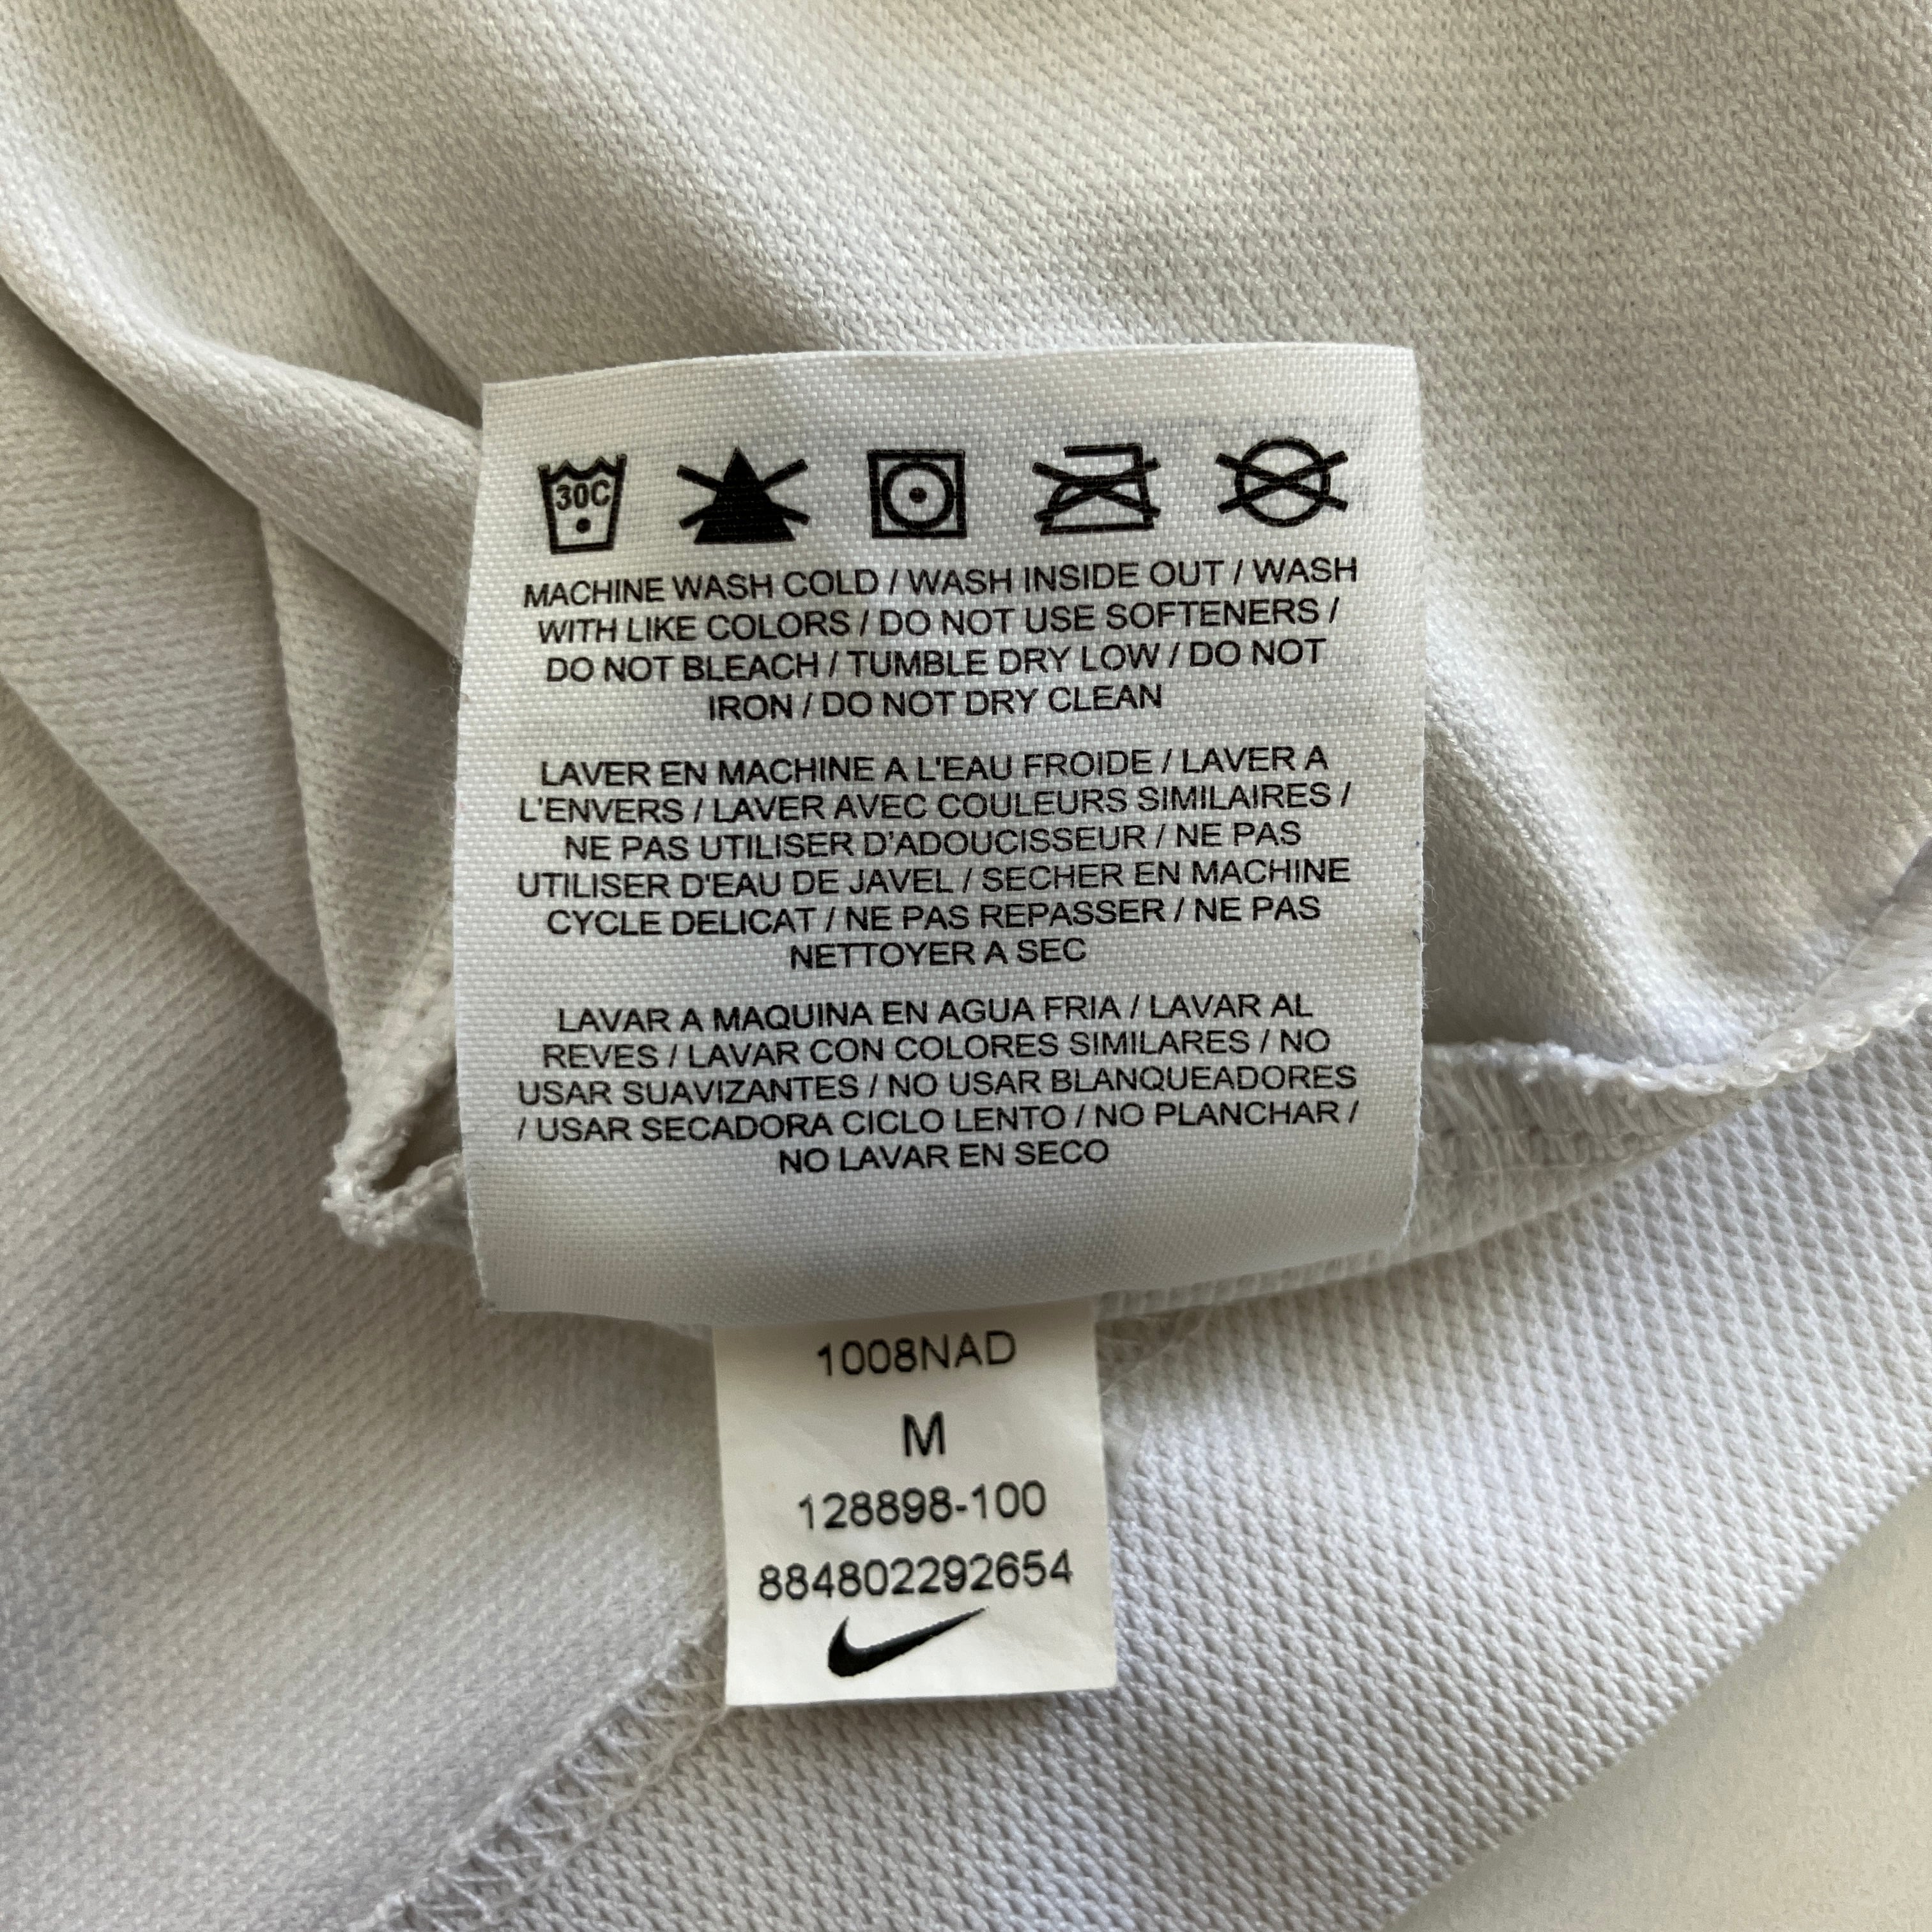 30C
MACHINE WASH COLD / WASH INSIDE OUT / WASH
WITH LIKE COLORS / DO NOT USE SOFTENERS /
DO NOT BLEACH / TUMBLE DRY LOW / DO NOT
IRON / DO NOT DRY CLEAN
LAVER EN MACHINE A L'EAU FROIDE / LAVER A
L'ENVERS / LAVER AVEC COULEURS SIMILAIRES /
NE PAS UTILISER D'ADOUCISSEUR / NE PAS
UTILISER D'EAU DE JAVEL / SECHER EN MACHINE
CYCLE DELICAT / NE PAS REPASSER / NE PAS
NETTOYER A SEC
LAVAR A MAQUINA EN AGUA FRIA / LAVAR AL
REVES / LAVAR CON COLORES SIMILARES / NO
USAR SUAVIZANTES / NO USAR BLANQUEADORES
/ USAR SECADORA CICLO LENTO / NO PLANCHAR /
NO LAVAR EN SECO
1008NAD
M
128898-100
884802292654